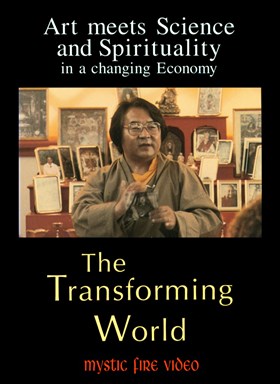 Art meets Science
and Spirituality
in a changing Economy
The
Transforming
World
mystic fire video